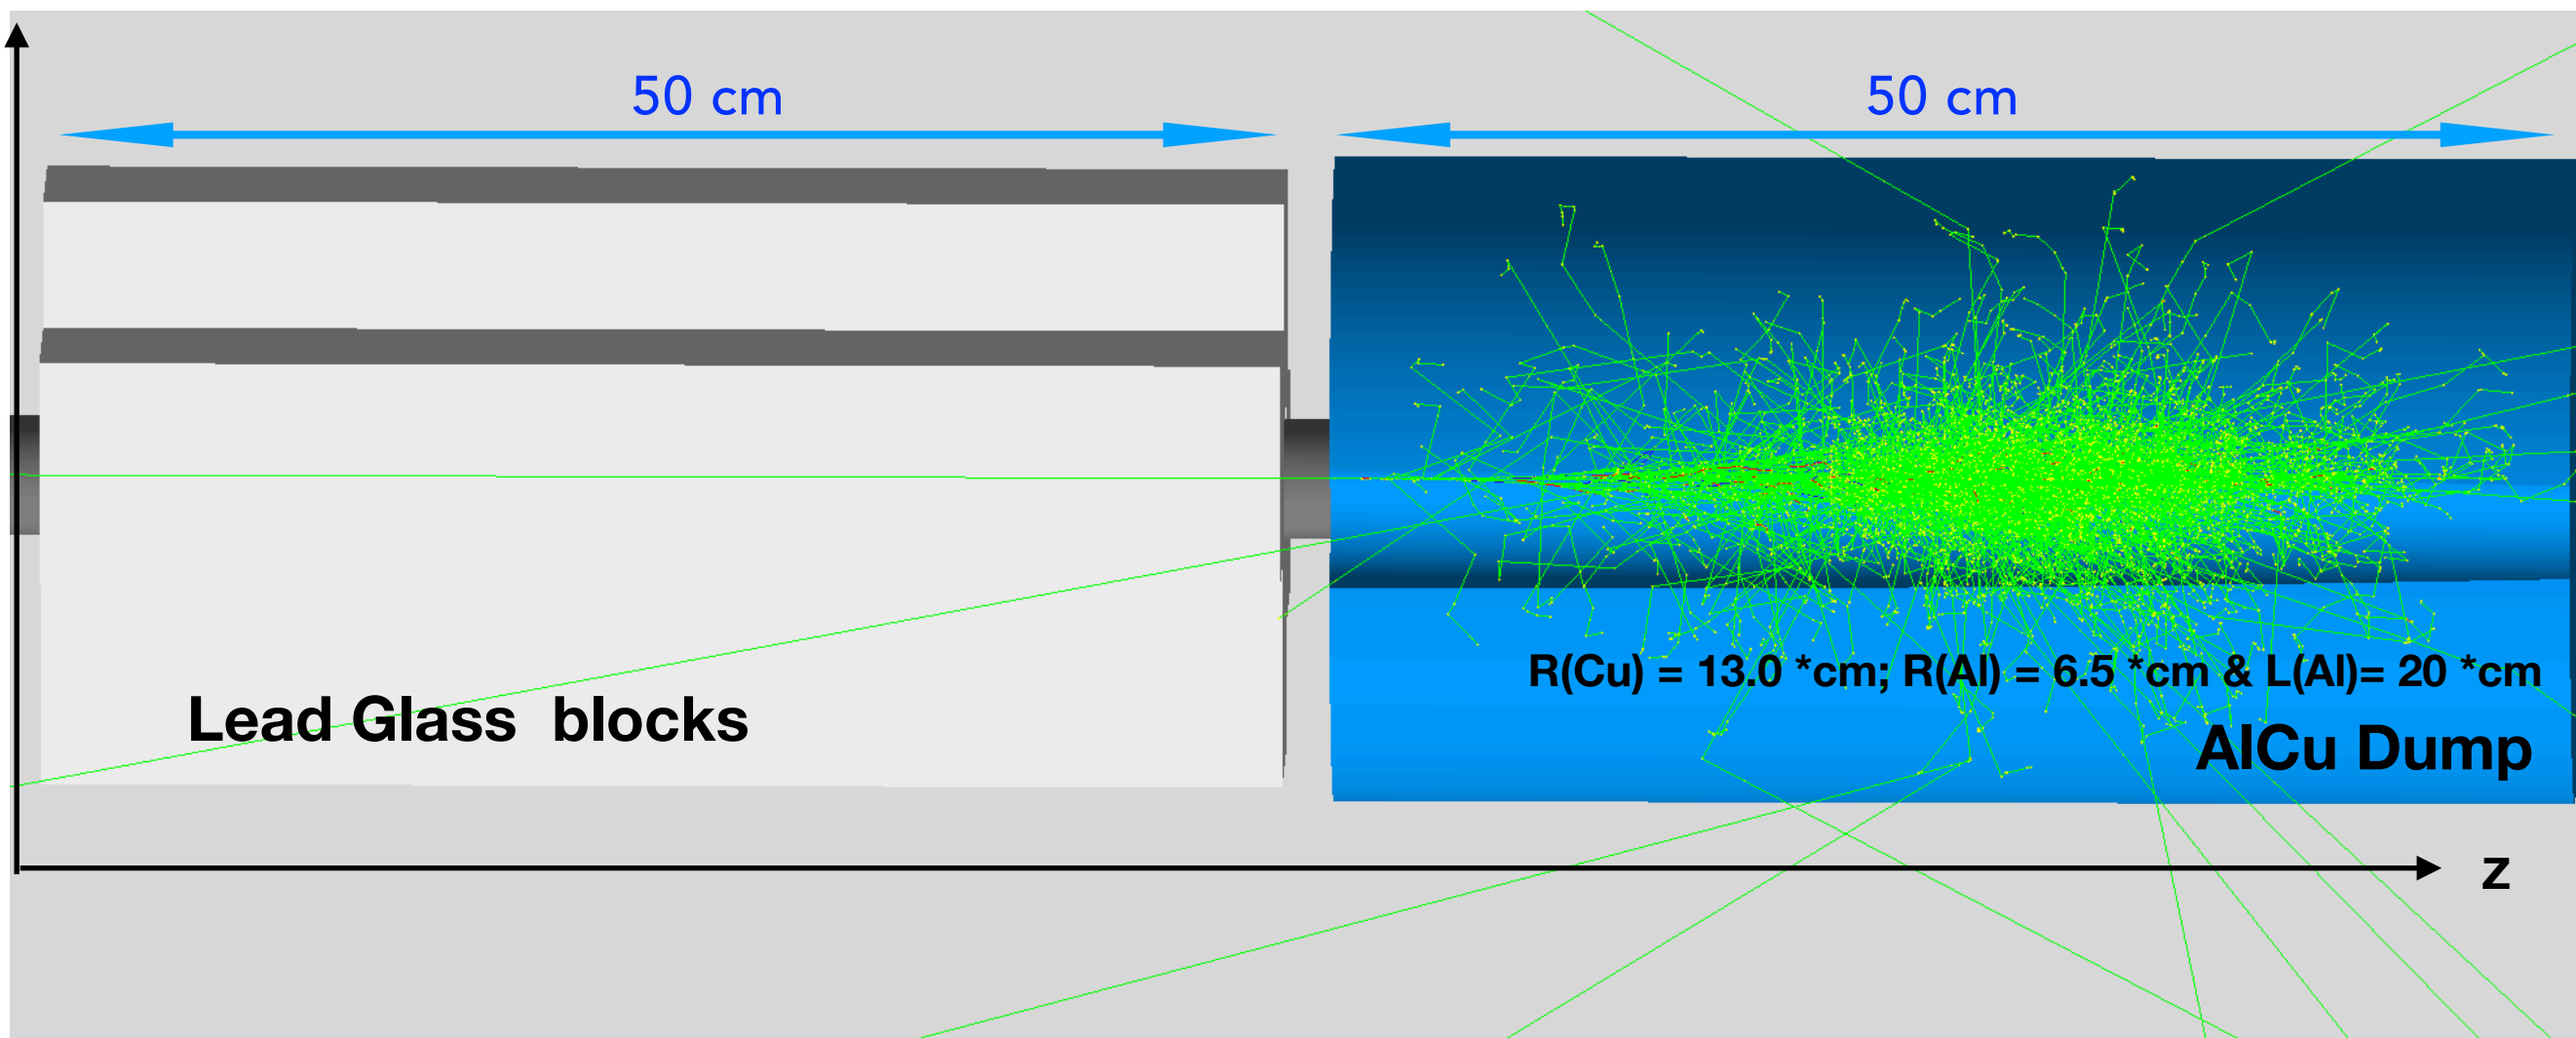 50 cm
50 cm
R(Cu) = 13.0 *cm; R(Al) = 6.5 *cm & L(Al)= 20 *cm
Lead Glass blocks
AlCu Dump
z